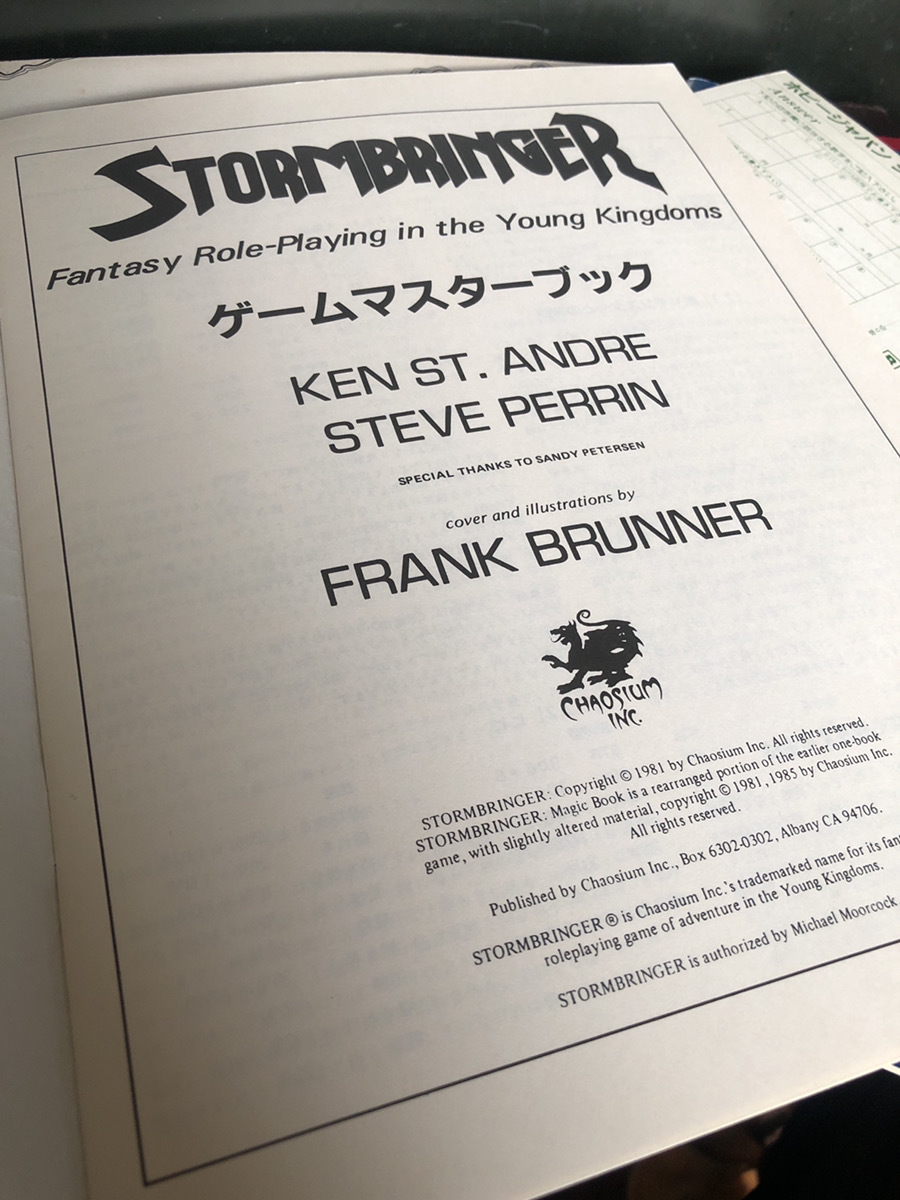 STORMBRINGER
Fantasy Role-Playing in the Young Kingdoms
ゲームマスターブック
KEN ST. ANDRE
STEVE PERRIN
SPECIAL THANKS TO SANDY PETERSEN
cover and illustrations by
FRANK BRUNNER
CHAOSIUM
INC.
STORMBRINGER: Copyright © 1981 by Chaosium Inc. All rights reserved.
STORMBRINGER: Magic Book is a rearranged portion of the earlier one-book
game, with slightly altered material, copyright © 1981, 1985 by Chaosium Inc.
All rights reserved.
Published by Chaosium Inc., Box 6302-0302, Albany CA 94706.
STORMBRINGER ® is Chaosium Inc.'s trademarked name for its
roleplaying game of adventure in the Young Kingdoms.
STORMBRINGER is authorized by Michael Moorcock
ホビージャパン